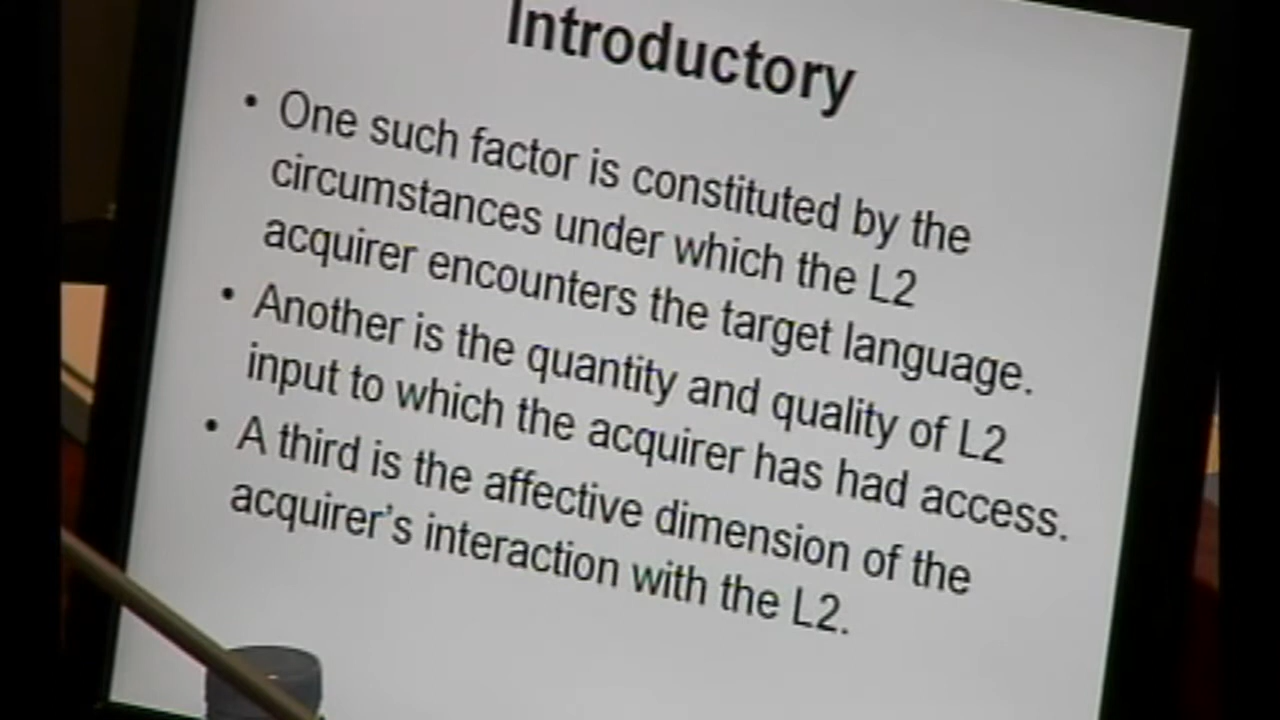 Introductory
• One such factor is constituted by the
circumstances under which the L2
acquirer encounters the target language.
• Another is the quantity and quality of L2
input to which the acquirer has had access.
• A third is the affective dimension of the
acquirer's interaction with the L2.